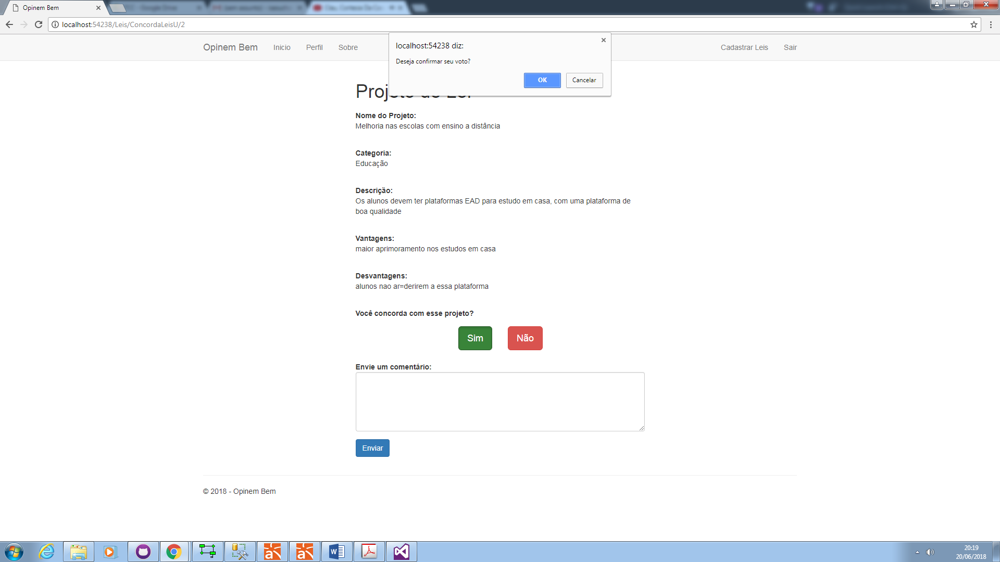 Opinem Bem
localhost:54238/Leis/ConcordaLeisU/2
Opinem Bem Inicio Perfil Sobre Cadastrar Leis Sair
localhost:54238 diz:
Deseja confirmar seu voto?
OK Cancelar
Projeto de Lei
Nome do Projeto:
Melhoria nas escolas com ensino a distância
Categoria:
Educação
Descrição:
Os alunos devem ter plataformas EAD para estudo em casa, com uma plataforma de
boa qualidade
Vantagens:
maior aprimoramento nos estudos em casa
Desvantagens:
alunos nao ar=derirem a essa plataforma
Você concorda com esse projeto?
Sim Não
Envie um comentário:
Enviar
© 2018 - Opinem Bem
20:19
20/06/2018